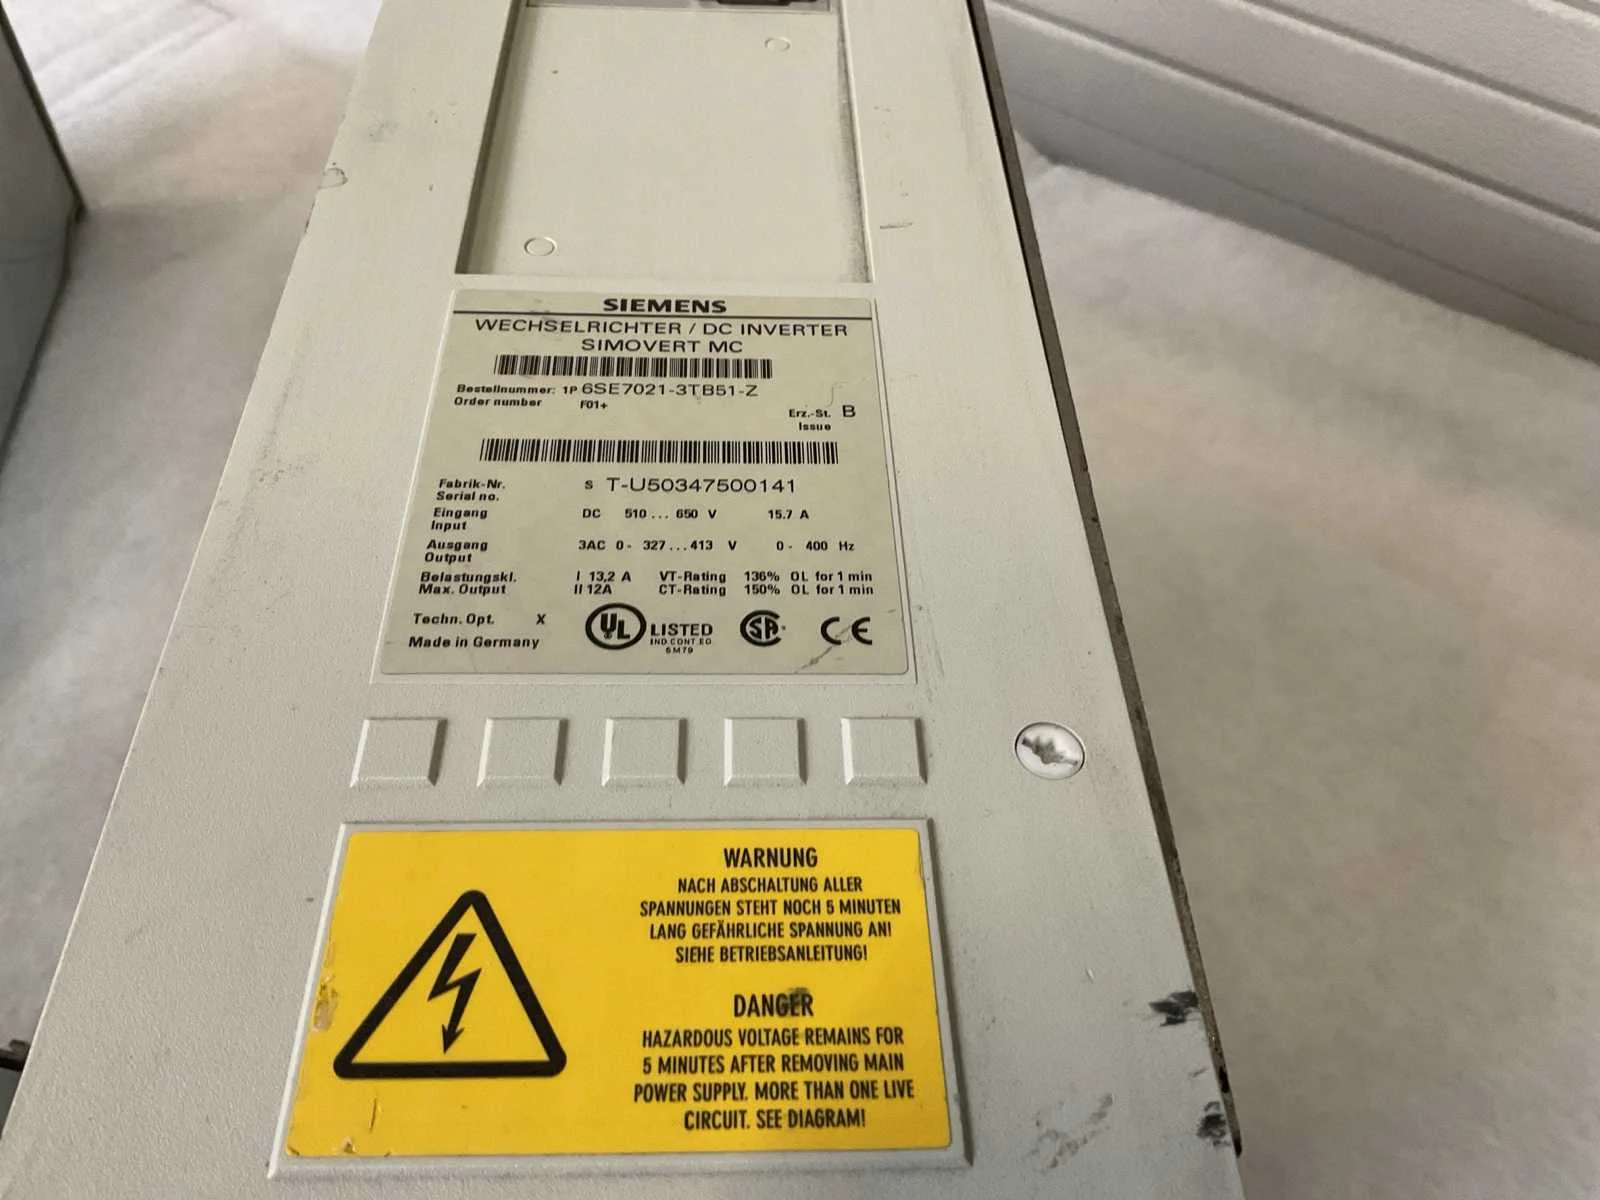 SIEMENS
WECHSELRICHTER / DC INVERTER
SIMOVERT MC
Bestellnummer: 1P 6SE7021-3TB51-Z
Order number F01+
Erz.-St. B
Issue
Fabrik-Nr. S T-U50347500141
Serial no.
Eingang DC 510 ... 650 V 15.7 A
Input
Ausgang 3AC 0 - 327 ... 413 V 0 - 400 Hz
Output
Belastungskl. I 13,2 A VT-Rating 136% OL for 1 min
Max. Output II 12A CT-Rating 150% OL for 1 min
Techn. Opt. X
Made in Germany
UL LISTED
IND.CONT.EQ
6M79
SA
CE
WARNUNG
NACH ABSCHALTUNG ALLER
SPANNUNGEN STEHT NOCH 5 MINUTEN
LANG GEFÄHRLICHE SPANNUNG AN!
SIEHE BETRIEBSANLEITUNG!
DANGER
HAZARDOUS VOLTAGE REMAINS FOR
5 MINUTES AFTER REMOVING MAIN
POWER SUPPLY. MORE THAN ONE LIVE
CIRCUIT. SEE DIAGRAM!